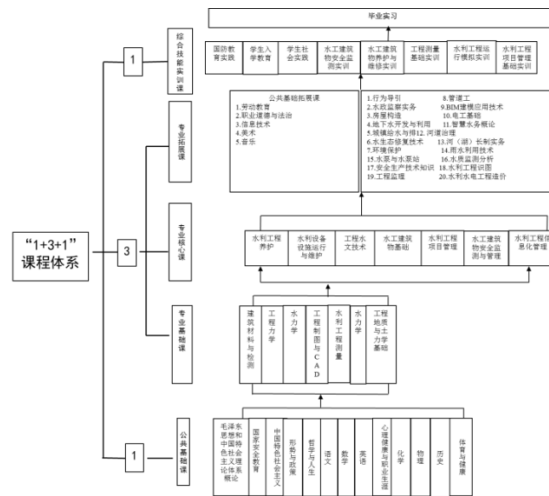 毕业实习
国防教
育实践
学生入
学教育
学生社
会实践
水工建筑
物安全监
测实训
水工建筑
物养护与
维修实训
工程测量
基础实训
水利工程运
行模拟实训
水利工程
项目管理
基础实训
综合技能实训课
1
公共基础拓展课
1.劳动教育
2.职业道德与法治
3.信息技术
4.美术
5.音乐
1.行为导引 8.管道工
2.水政监察实务 9.BIM建模应用技术
3.房屋构造 10.电工基础
4.地下水开发和利用 11.智慧水务概论
5.城镇给水与排12.河道治理
6.水生态修复技术 13.河（湖）长制实务
7.环境保护 14.雨水利用技术
15.水泵与水泵站 16.水质监测分析
17.安全生产技术知识 18.水利工程识图
19.工程监理 20.水利水电工程造价
专业拓展课
“1+3+1”
课程体系
3
专业核心课
水利工程
养护
水利设备
设施运行
与维护
工程水
文技术
水工建筑
物基础
水利工程
项目管理
水工建筑
物安全监
测与管理
水利工程信
息化管理
专业基础课
建筑材料与检测
工程力学
水力学
工程制图与CAD
水利工程测量
水力学
工程地质与土力学基础
公共基础课
1
毛泽东
思想和
中国特
色社会
主义理
论体系
概论
国家安全教育
中国特色社会主义
形势与政策
哲学与人生
语文
数学
英语
心理健康与职业生涯
化学
物理
历史
体育与健康